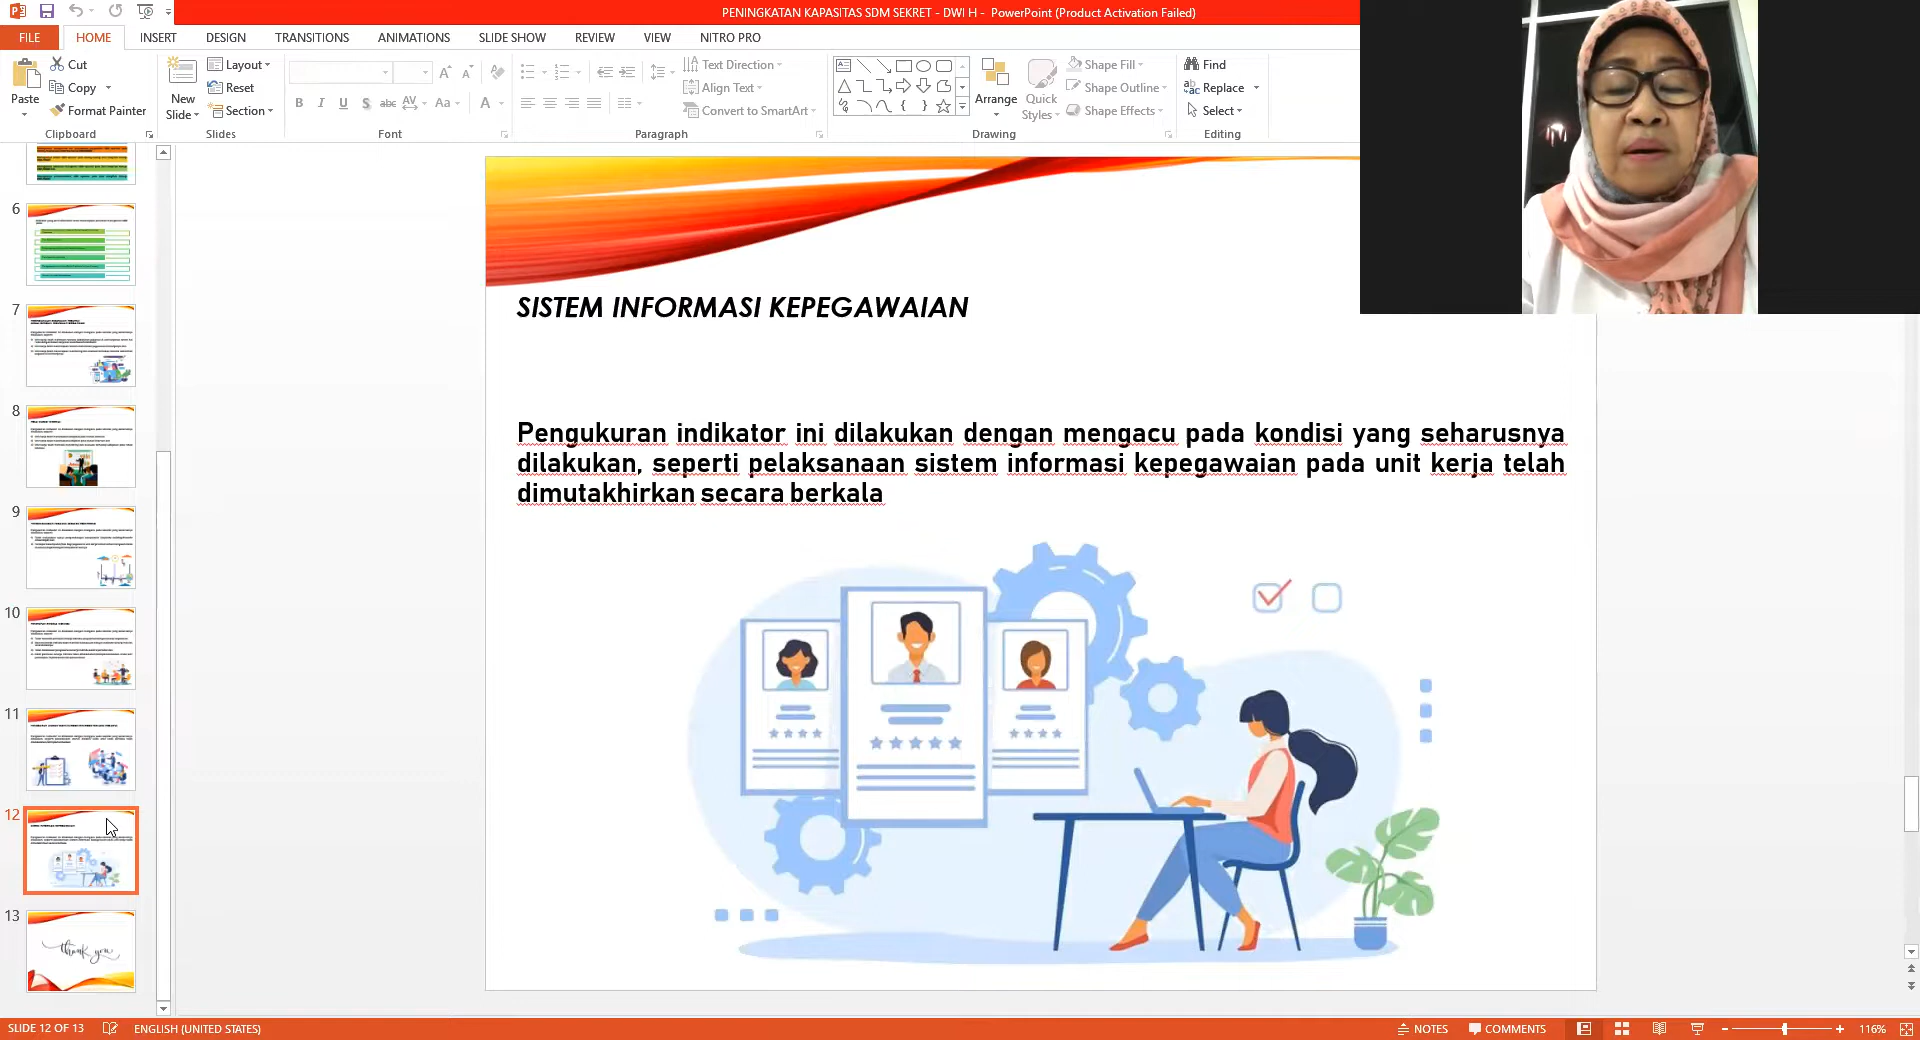 PENINGKATAN KAPASITAS SDM SEKRET - DWI H - PowerPoint (Product Activation Failed)
FILE HOME INSERT DESIGN TRANSITIONS ANIMATIONS SLIDE SHOW REVIEW VIEW NITRO PRO
Cut Layout Text Direction Shape Fill Find
Copy Reset Align Text Shape Outline Replace
Paste Format Painter New Slide Section Convert to SmartArt Arrange Quick Styles Shape Effects Select
Clipboard Slides Font Paragraph Drawing Editing
SISTEM INFORMASI KEPEGAWAIAN
Pengukuran indikator ini dilakukan dengan mengacu pada kondisi yang seharusnya
dilakukan, seperti pelaksanaan sistem informasi kepegawaian pada unit kerja telah
dimutakhirkan secara berkala
6
7
8
9
10
11
12
13
thank you
SLIDE 12 OF 13 ENGLISH (UNITED STATES) NOTES COMMENTS 116%